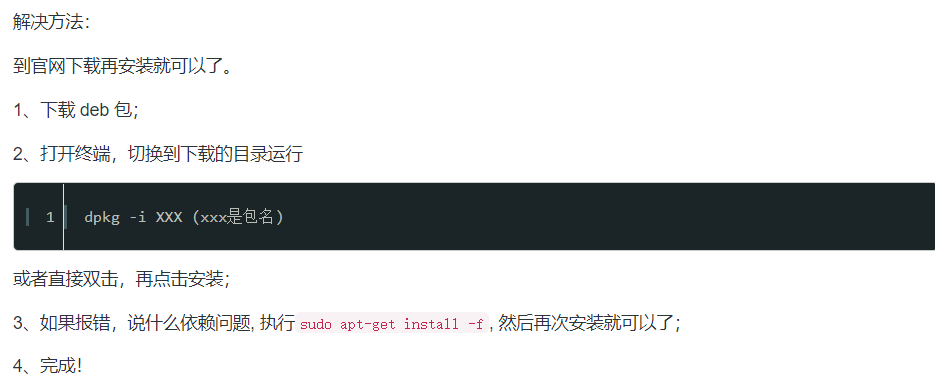 解决方法：
到官网下载再安装就可以了。
1、下载 deb 包；
2、打开终端，切换到下载的目录运行
1 dpkg -i XXX (xxx是包名)
或者直接双击，再点击安装；
3、如果报错，说什么依赖问题, 执行sudo apt-get install -f, 然后再次安装就可以了；
4、完成！